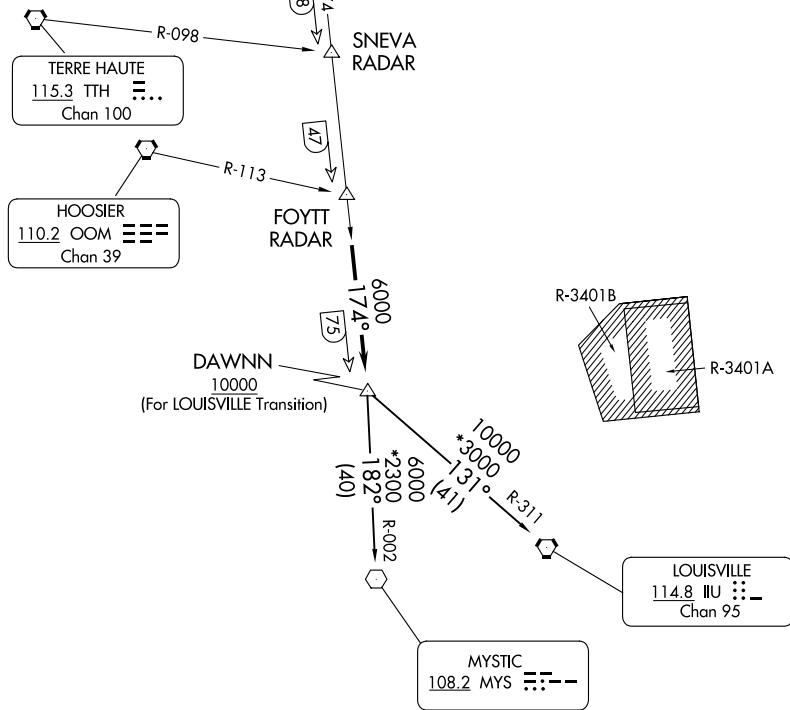 R-098
SNEVA
RADAR
TERRE HAUTE
115.3 TTH
Chan 100
47
R-113
HOOSIER
110.2 OOM
Chan 39
FOYTT
RADAR
6000
174°
75
R-3401B
R-3401A
DAWNN
10000
(For LOUISVILLE Transition)
6000
*2300
182°
(40)
R-002
10000
*3000
131°
(41)
R-311
LOUISVILLE
114.8 IIU
Chan 95
MYSTIC
108.2 MYS